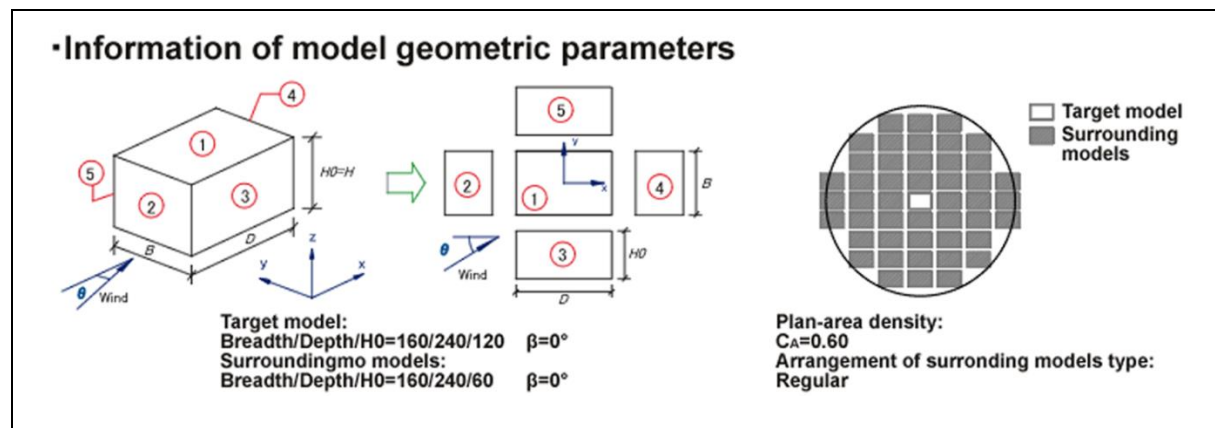 ·Information of model geometric parameters
4
5
1
5
Target model
Surrounding
models
H0=H
y
2
3
2
1
x
4
B
B
D
z
θ
Wind
y
x
θ
Wind
3
H0
D
Target model:
Breadth/Depth/H0=160/240/120 β=0°
Surroundingmo models:
Breadth/Depth/H0=160/240/60 β=0°
Plan-area density:
CA=0.60
Arrangement of surronding models type:
Regular